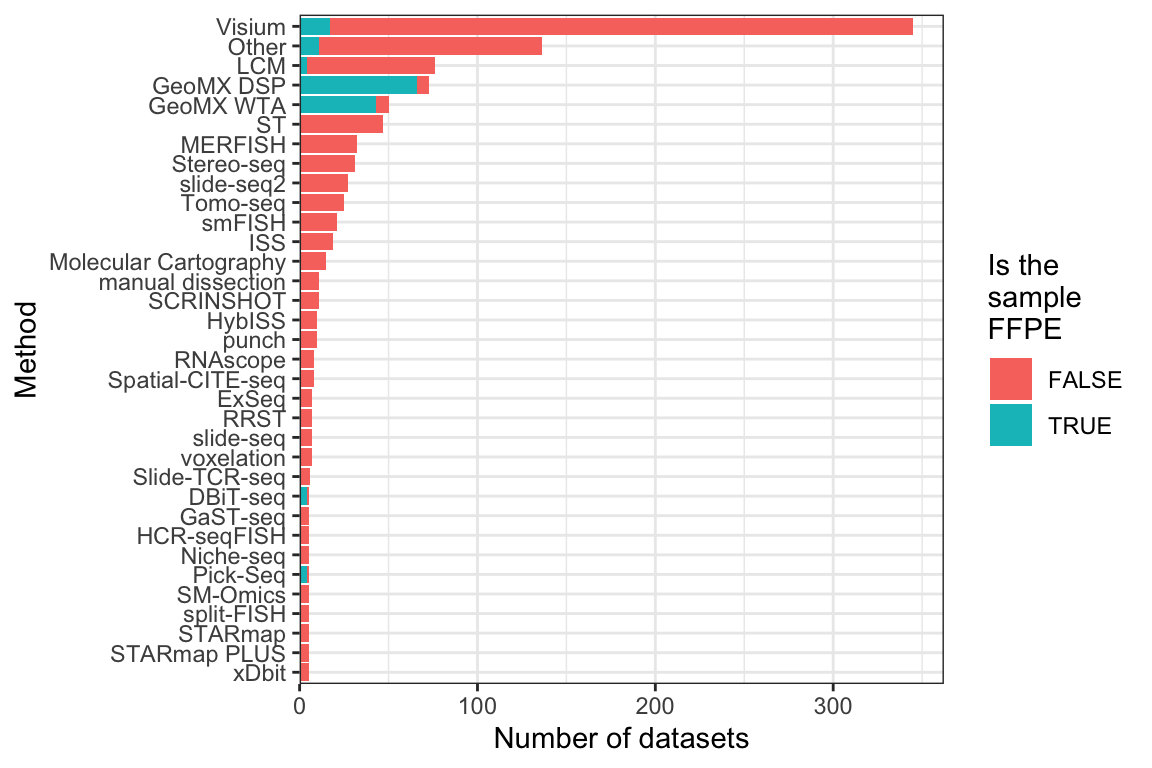 Visium
Other
LCM
GeoMX DSP
GeoMX WTA
ST
MERFISH
Stereo-seq
slide-seq2
Tomo-seq
smFISH
ISS
Molecular Cartography
manual dissection
SCRINSHOT
HybISS
punch
RNAscope
Spatial-CITE-seq
ExSeq
RRST
slide-seq
voxelation
Slide-TCR-seq
DBiT-seq
GaST-seq
HCR-seqFISH
Niche-seq
Pick-Seq
SM-Omics
split-FISH
STARmap
STARmap PLUS
xDbit
Method
0 100 200 300
Number of datasets
Is the
sample
FFPE
FALSE
TRUE